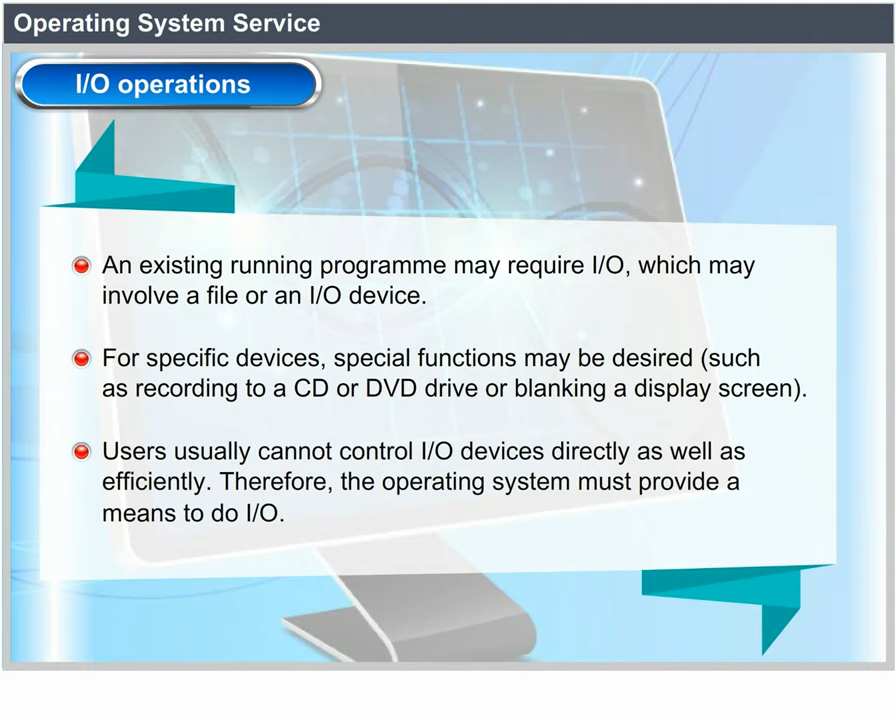 Operating System Service
I/O operations
An existing running programme may require I/O, which may
involve a file or an I/O device.
For specific devices, special functions may be desired (such
as recording to a CD or DVD drive or blanking a display screen).
Users usually cannot control I/O devices directly as well as
efficiently. Therefore, the operating system must provide a
means to do I/O.